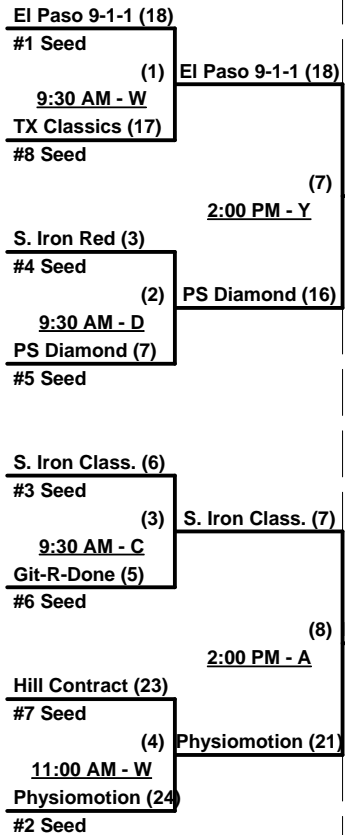 El Paso 9-1-1 (18)
#1 Seed
(1)
El Paso 9-1-1 (18)
9:30 AM - W
TX Classics (17)
#8 Seed
(7)
2:00 PM - Y
S. Iron Red (3)
#4 Seed
(2)
PS Diamond (16)
9:30 AM - D
PS Diamond (7)
#5 Seed
S. Iron Class. (6)
#3 Seed
(3)
S. Iron Class. (7)
9:30 AM - C
Git-R-Done (5)
#6 Seed
(8)
2:00 PM - A
Hill Contract (23)
#7 Seed
(4)
Physiomotion (21)
11:00 AM - W
Physiomotion (24)
#2 Seed